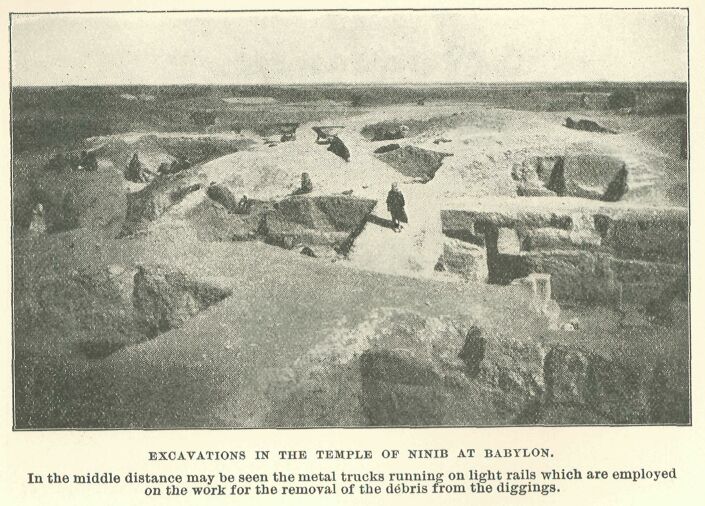 EXCAVATIONS IN THE TEMPLE OF NINIB AT BABYLON.
In the middle distance may be seen the metal trucks running on light rails which are employed
on the work for the removal of the débris from the diggings.